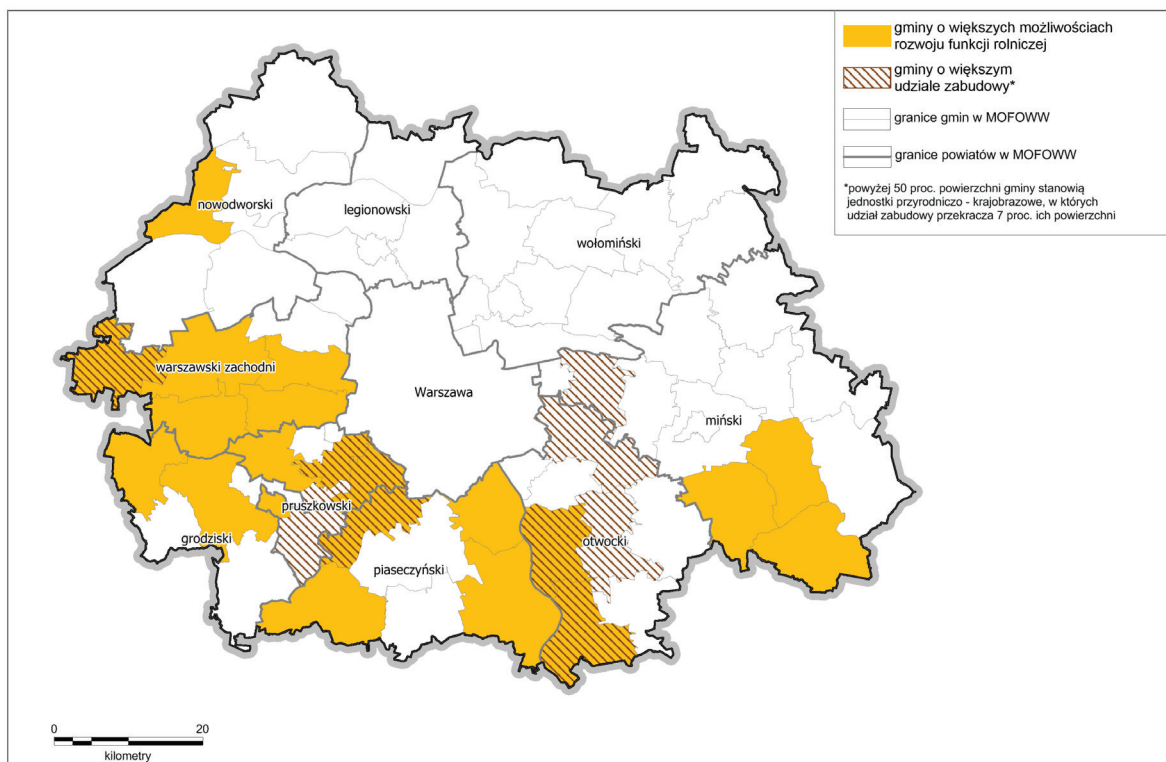 gminy o większych możliwościach
rozwoju funkcji rolniczej
gminy o większym
udziale zabudowy*
granice gmin w MOFOWW
granice powiatów w MOFOWW
*powyżej 50 proc. powierzchni gminy stanowią
jednostki przyrodniczo - krajobrazowe, w których
udział zabudowy przekracza 7 proc. ich powierzchni
nowodworski
legionowski
wołomiński
warszawski zachodni
Warszawa
miński
pruszkowski
grodziski
piaseczyński
otwocki
0 20
kilometry